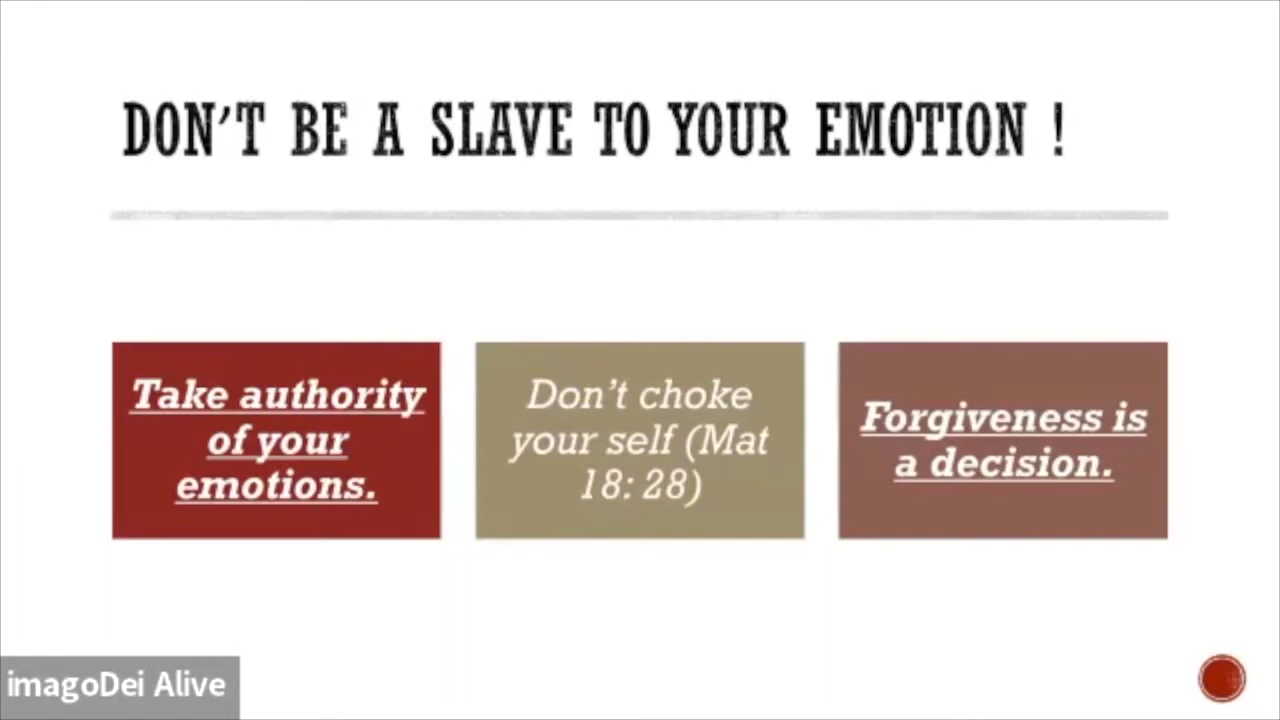 DON'T BE A SLAVE TO YOUR EMOTION !
Take authority
of your
emotions.
Don't choke
your self (Mat
18: 28)
Forgiveness is
a decision.
imagoDei Alive